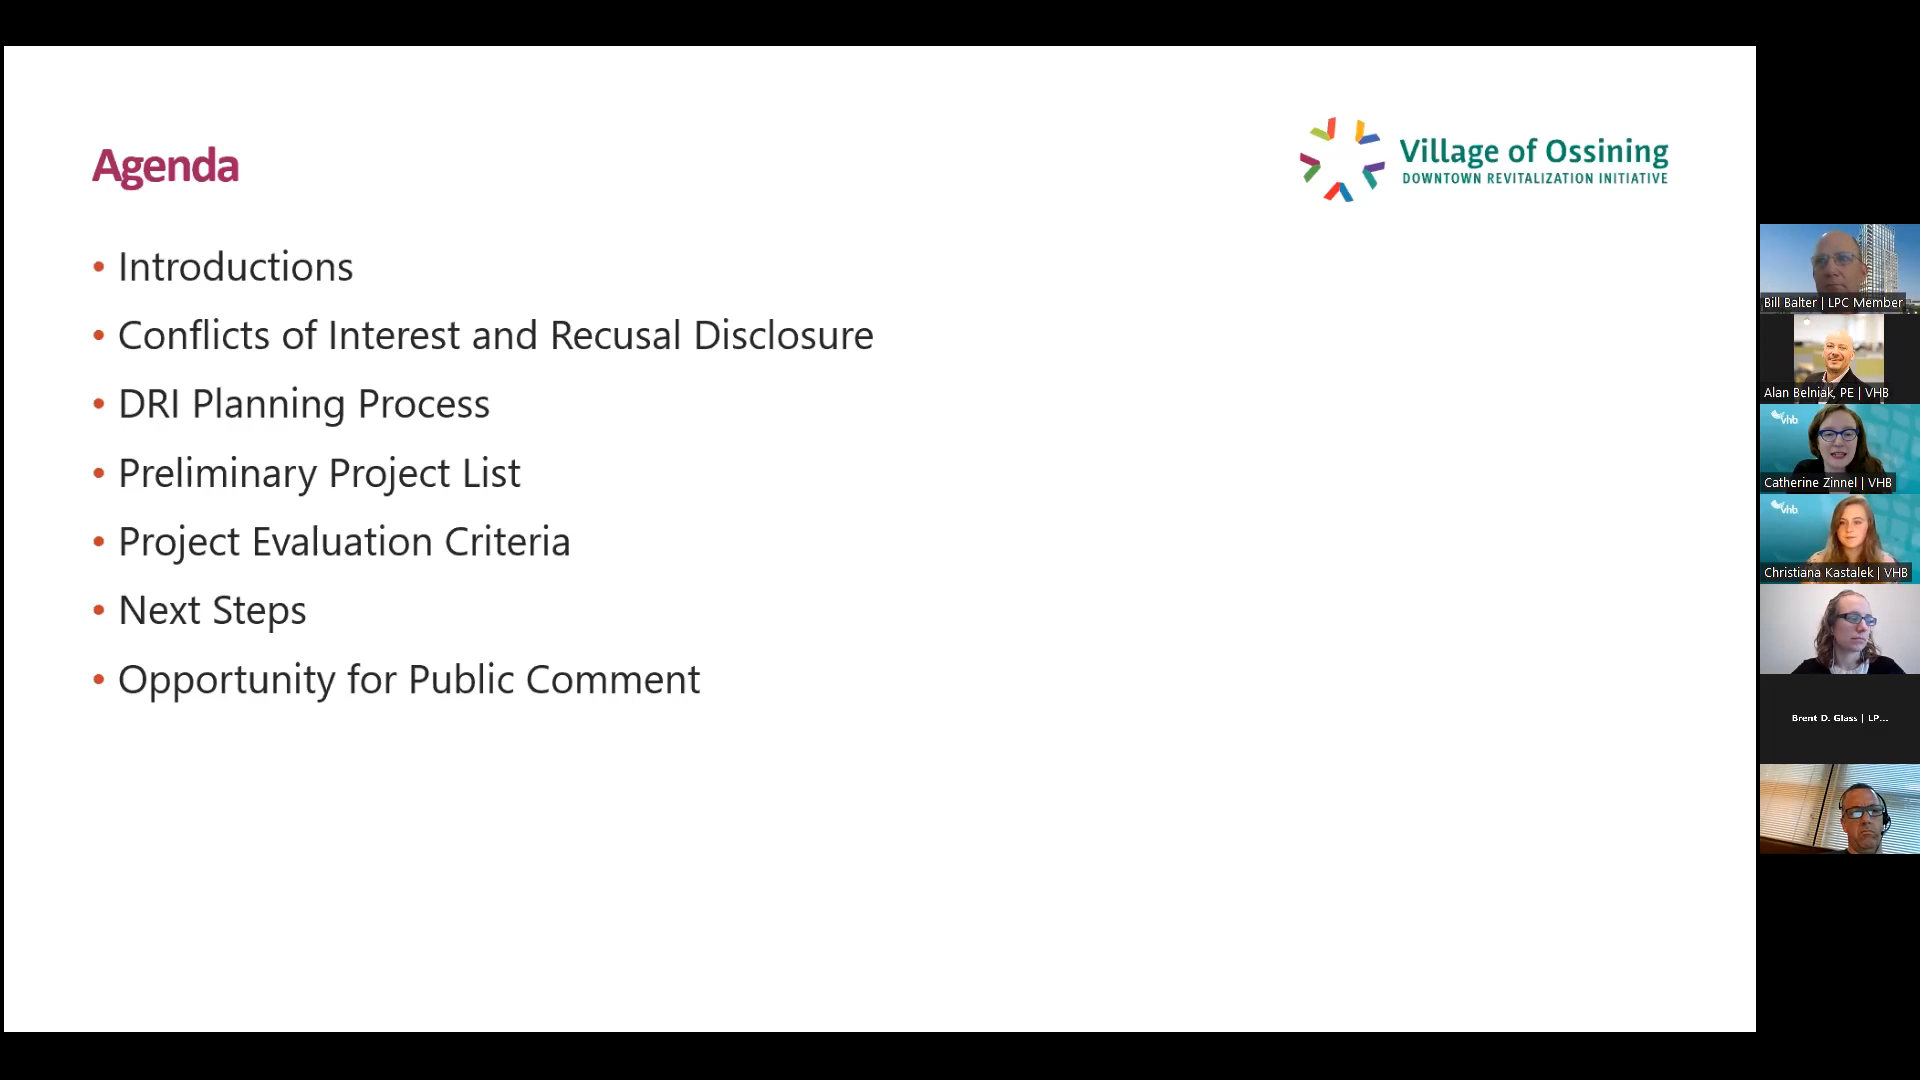 Agenda
Village of Ossining
DOWNTOWN REVITALIZATION INITIATIVE
• Introductions
• Conflicts of Interest and Recusal Disclosure
• DRI Planning Process
• Preliminary Project List
• Project Evaluation Criteria
• Next Steps
• Opportunity for Public Comment
Bill Balter | LPC Member
Alan Belniak, PE | VHB
vhb
Catherine Zinnel | VHB
vhb
Christiana Kastalek | VHB
Brent D. Glass | LP...